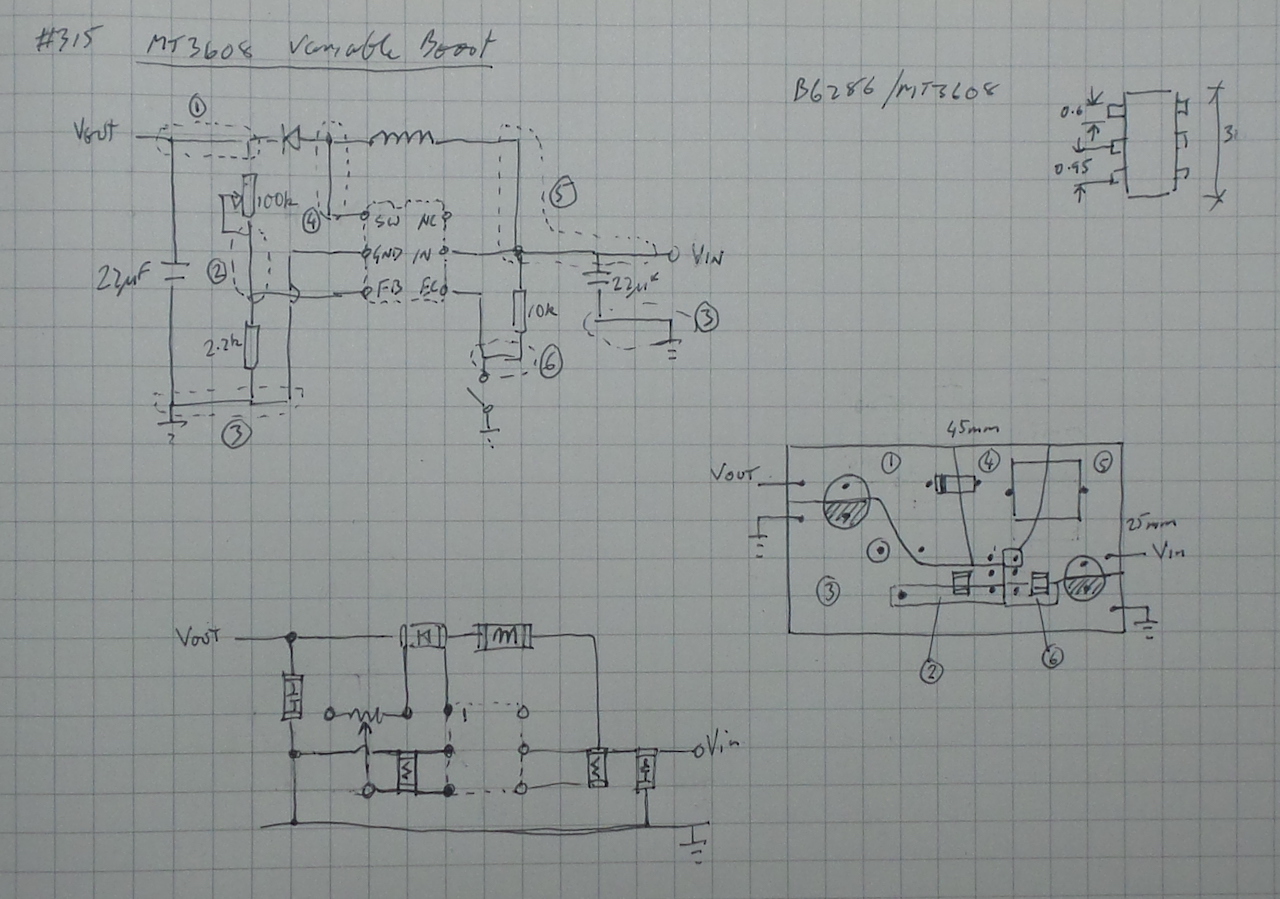 #315 MT3608 Variable Boost
B6286/MT3608
0.6
3
0.95
①
VOUT
100k
④
⑤
SW NC
GND IN
VIN
22µF
②
22µF
FB EN
10k
③
2.2k
⑥
③
45mm
VOUT
①
④
⑤
25mm
Vin
③
②
⑥
VOUT
1
Vin